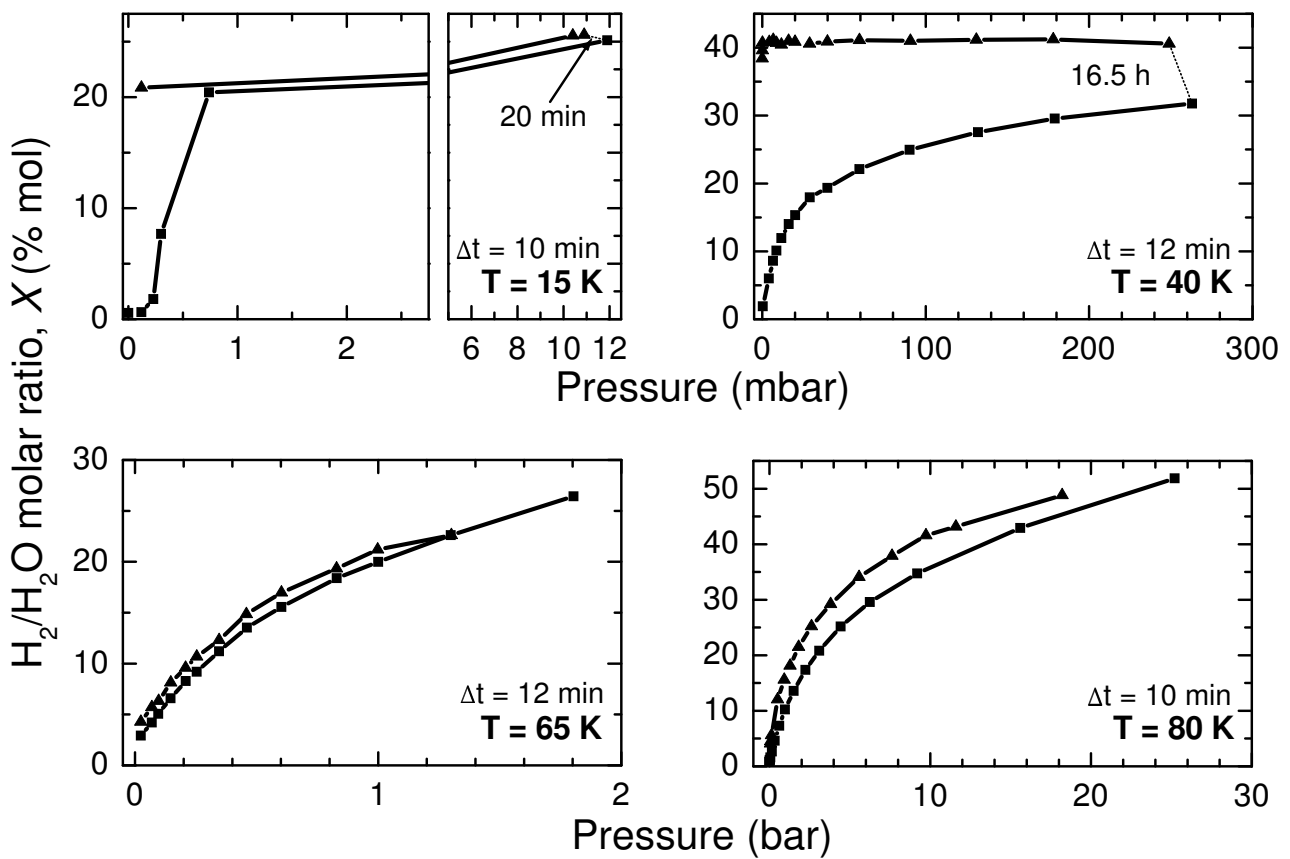 H2/H2O molar ratio, X (% mol)
20
10
0
20 min
Δt = 10 min
T = 15 K
0 1 2 6 8 10 12
40
30
20
10
0
16.5 h
Δt = 12 min
T = 40 K
0 100 200 300
Pressure (mbar)
30
20
10
0
Δt = 12 min
T = 65 K
0 1 2
50
40
30
20
10
0
Δt = 10 min
T = 80 K
0 10 20 30
Pressure (bar)